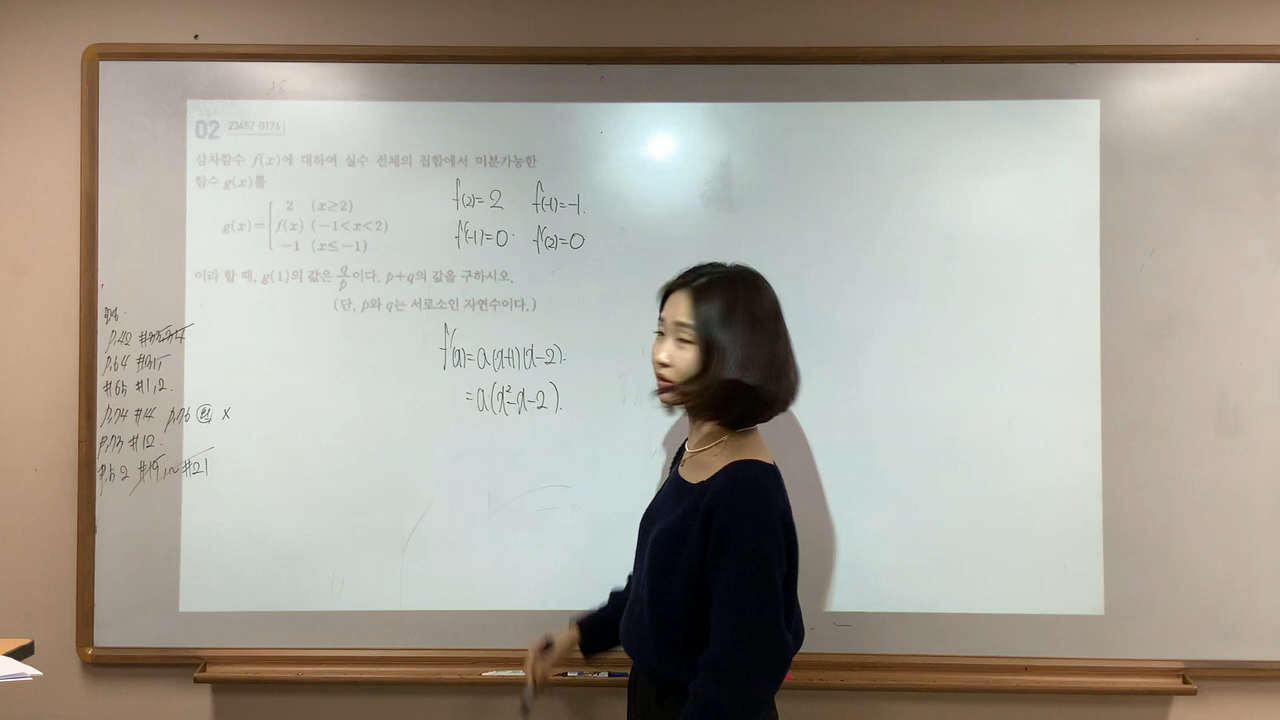 02 23457-0176
삼차함수 f(x)에 대하여 실수 전체의 집합에서 미분가능한
함수 g(x)를
2 (x≥2)
g(x)= f(x) (−1<x<2)
−1 (x≤−1)
이라 할 때, g(1)의 값은 q/p이다. p+q의 값을 구하시오.
(단, p와 q는 서로소인 자연수이다.)
f(2)=2 f(-1)=-1.
f'(-1)=0. f'(2)=0
f'(x)=a(x+1)(x-2).
=a(x²-x-2).
p.42
p.64
#65 #1,2.
p.74 #14 p.76 x
p.73 #12.
#19,~#21